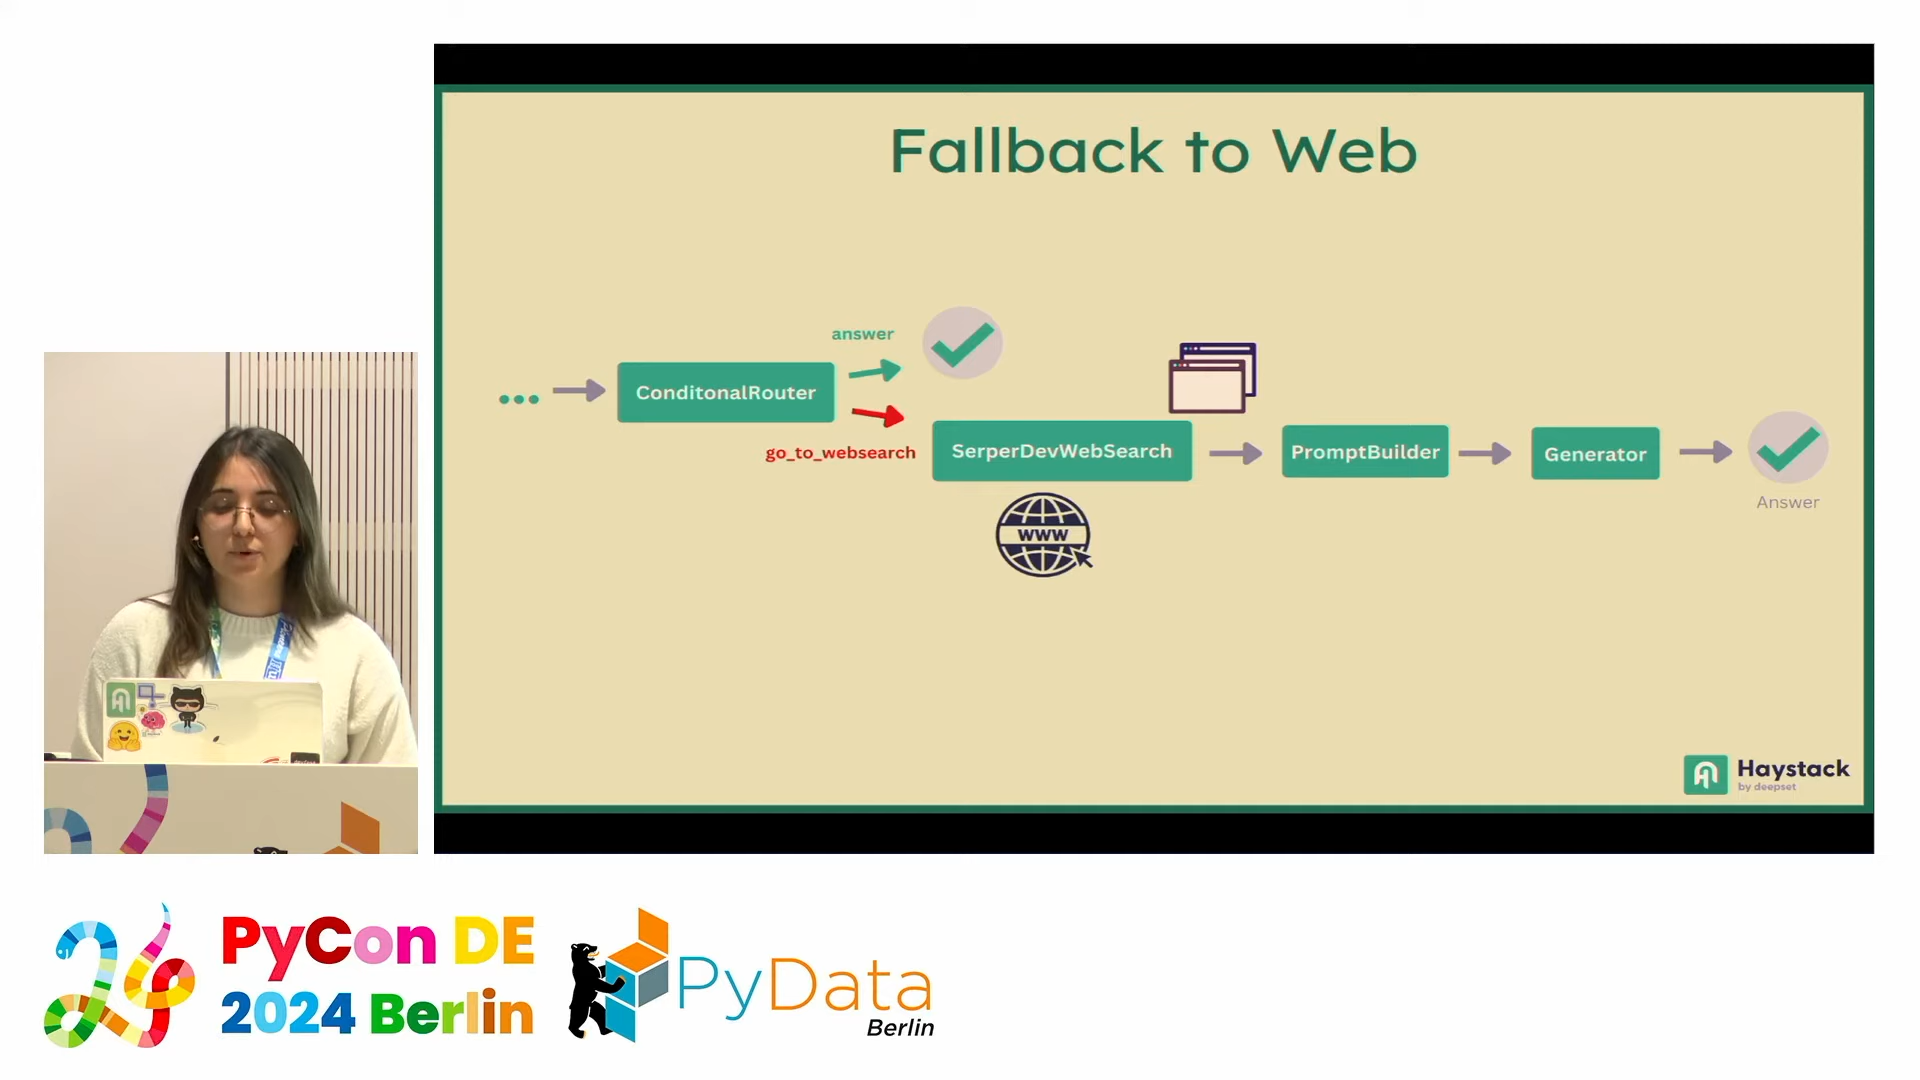 Fallback to Web
answer
...
ConditonalRouter
go_to_websearch
SerperDevWebSearch
PromptBuilder
Generator
Answer
www
Haystack
by deepset
PyCon DE
2024 Berlin
PyData
Berlin